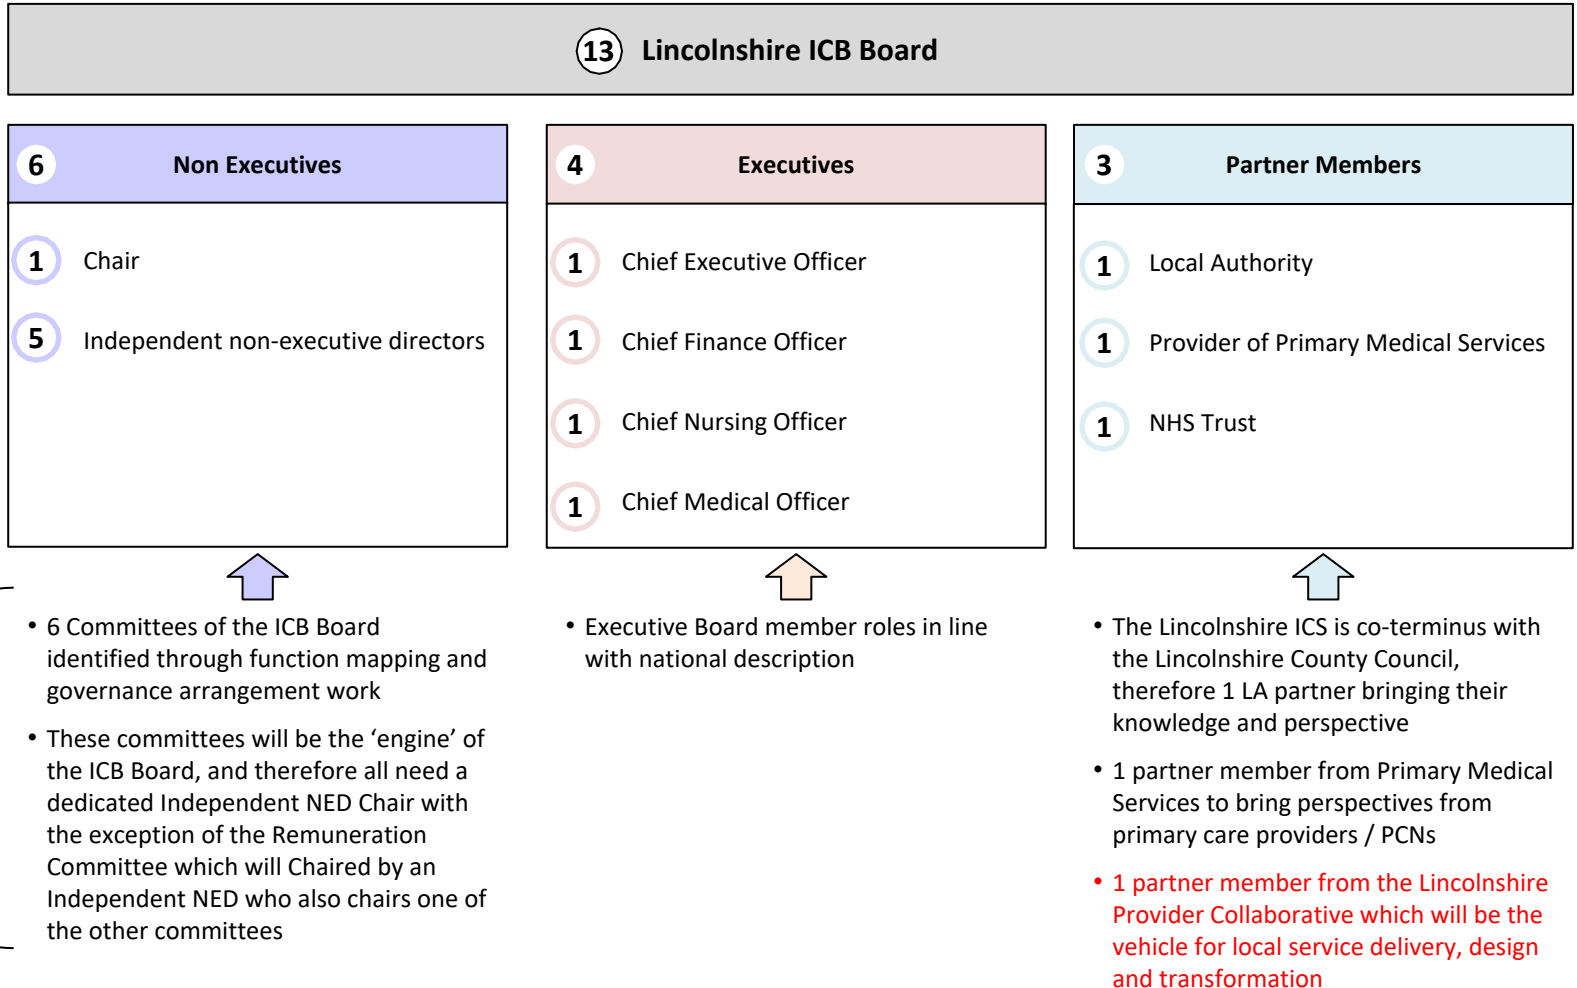 13 Lincolnshire ICB Board
6 Non Executives
1 Chair
5 Independent non-executive directors
• 6 Committees of the ICB Board
identified through function mapping and
governance arrangement work
• These committees will be the ‘engine’ of
the ICB Board, and therefore all need a
dedicated Independent NED Chair with
the exception of the Remuneration
Committee which will Chaired by an
Independent NED who also chairs one of
the other committees
4 Executives
1 Chief Executive Officer
1 Chief Finance Officer
1 Chief Nursing Officer
1 Chief Medical Officer
• Executive Board member roles in line
with national description
3 Partner Members
1 Local Authority
1 Provider of Primary Medical Services
1 NHS Trust
• The Lincolnshire ICS is co-terminus with
the Lincolnshire County Council,
therefore 1 LA partner bringing their
knowledge and perspective
• 1 partner member from Primary Medical
Services to bring perspectives from
primary care providers / PCNs
• 1 partner member from the Lincolnshire
Provider Collaborative which will be the
vehicle for local service delivery, design
and transformation